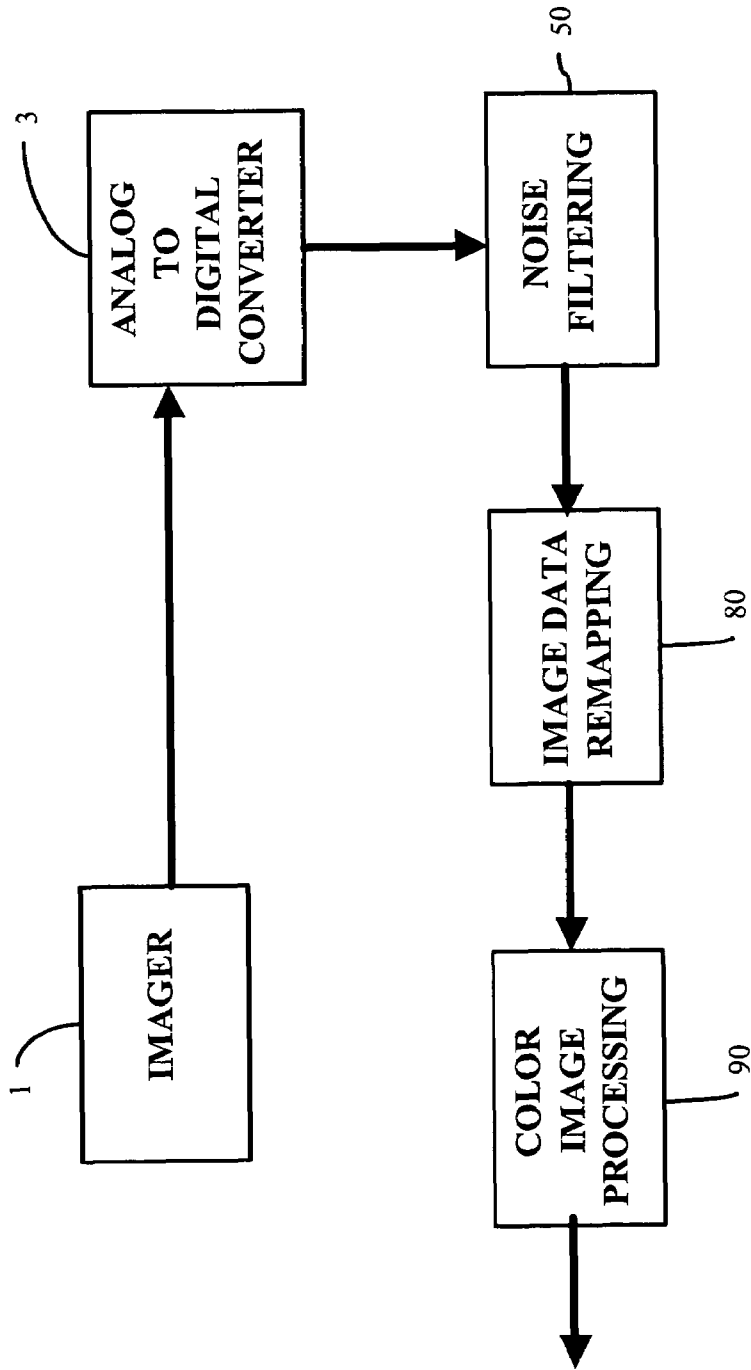 1
IMAGER
3
ANALOG
TO
DIGITAL
CONVERTER
50
NOISE
FILTERING
80
IMAGE DATA
REMAPPING
90
COLOR
IMAGE
PROCESSING